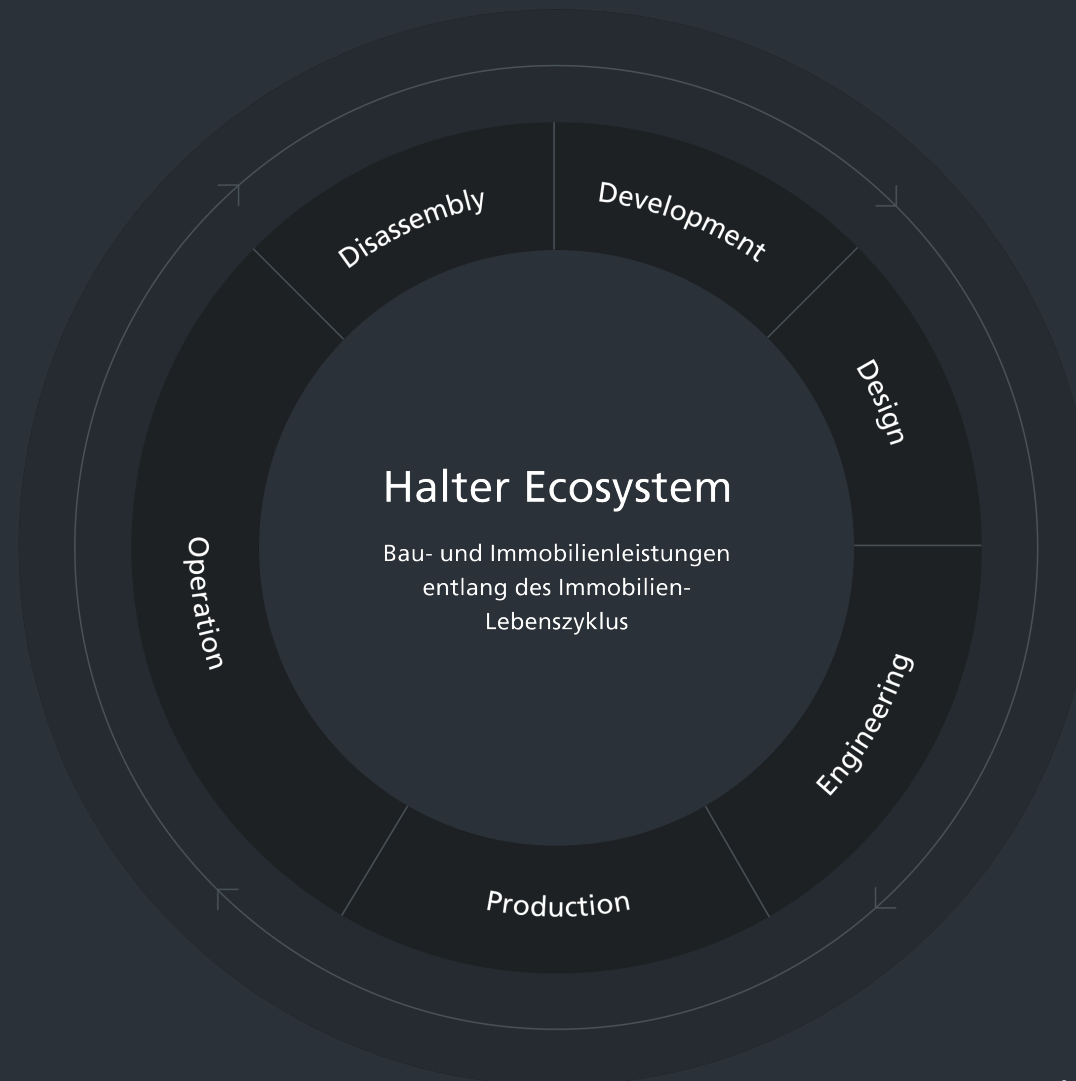 Disassembly
Development
Design
Halter Ecosystem
Bau- und Immobilienleistungen
entlang des Immobilien-
Lebenszyklus
Operation
Engineering
Production